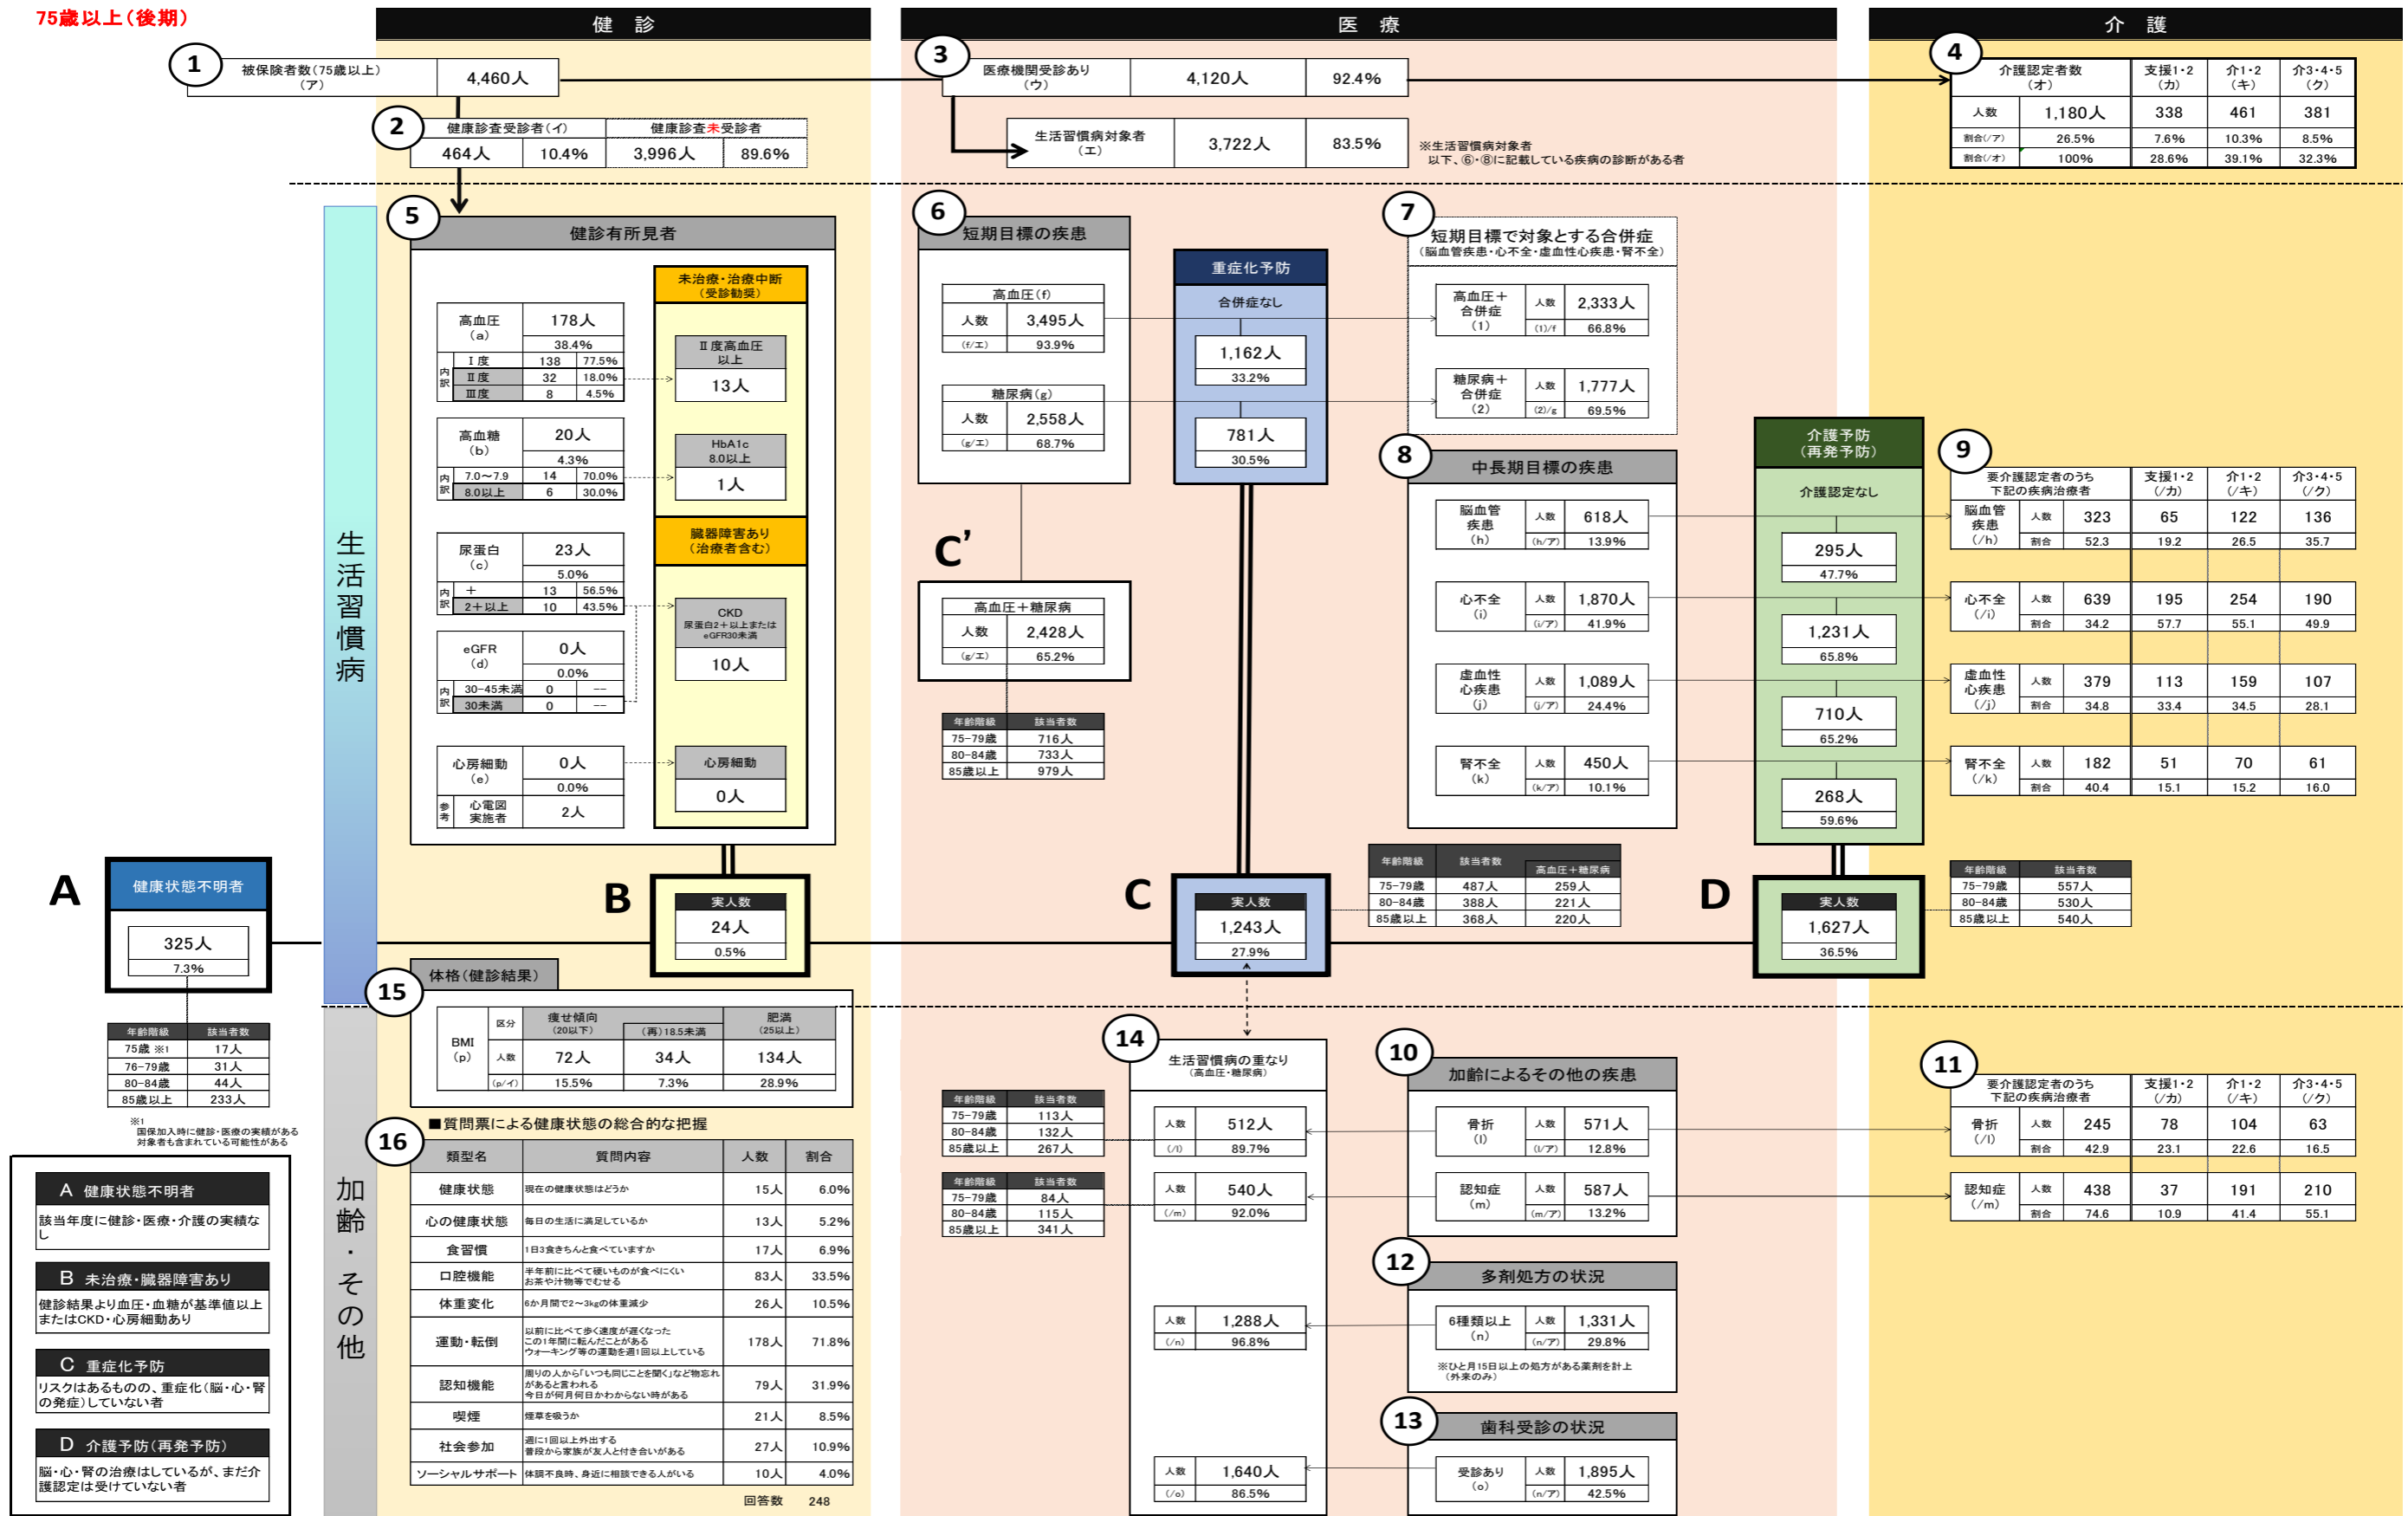 75歳以上(後期)
健 診
医 療
介 護
1
被保険者数(75歳以上)
(ア)
4,460人
3
医療機関受診あり
(ウ)
4,120人
92.4%
4
介護認定者数
(オ)
支援1・2
(カ)
介1・2
(キ)
介3・4・5
(ク)
人数 1,180人 338 461 381
割合(/ア) 26.5% 7.6% 10.3% 8.5%
割合(/オ) 100% 28.6% 39.1% 32.3%
2
健康診査受診者(イ) 健康診査未受診者
464人 10.4% 3,996人 89.6%
生活習慣病対象者
(エ)
3,722人
83.5%
※生活習慣病対象者
以下、⑥・⑧に記載している疾病の診断がある者
生活習慣病
5
健診有所見者
未治療・治療中断
(受診勧奨)
高血圧
(a)
178人
38.4%
内訳
Ⅰ度 138 77.5%
Ⅱ度 32 18.0%
Ⅲ度 8 4.5%
Ⅱ度高血圧
以上
13人
高血糖
(b)
20人
4.3%
内訳
7.0～7.9 14 70.0%
8.0以上 6 30.0%
HbA1c
8.0以上
1人
臓器障害あり
(治療者含む)
尿蛋白
(c)
23人
5.0%
内訳
+ 13 56.5%
2+以上 10 43.5%
CKD
尿蛋白2+以上または
eGFR30未満
10人
eGFR
(d)
0人
0.0%
内訳
30-45未満 0 --
30未満 0 --
心房細動
(e)
0人
0.0%
参考
心電図
実施者
2人
心房細動
0人
6
短期目標の疾患
高血圧(f)
人数 3,495人
(f/エ) 93.9%
糖尿病(g)
人数 2,558人
(g/エ) 68.7%
C’
高血圧+糖尿病
人数 2,428人
(g/エ) 65.2%
年齢階級 該当者数
75-79歳 716人
80-84歳 733人
85歳以上 979人
重症化予防
合併症なし
1,162人
33.2%
781人
30.5%
7
短期目標で対象とする合併症
(脳血管疾患・心不全・虚血性心疾患・腎不全)
高血圧+
合併症
(1)
人数 2,333人
(1)/f 66.8%
糖尿病+
合併症
(2)
人数 1,777人
(2)/g 69.5%
8
中長期目標の疾患
脳血管
疾患
(h)
人数 618人
(h/ア) 13.9%
心不全
(i)
人数 1,870人
(i/ア) 41.9%
虚血性
心疾患
(j)
人数 1,089人
(j/ア) 24.4%
腎不全
(k)
人数 450人
(k/ア) 10.1%
介護予防
(再発予防)
介護認定なし
295人
47.7%
1,231人
65.8%
710人
65.2%
268人
59.6%
9
要介護認定者のうち
下記の疾病治療者
支援1・2
(/カ)
介1・2
(/キ)
介3・4・5
(/ク)
脳血管
疾患
(/h)
人数 323 65 122 136
割合 52.3 19.2 26.5 35.7
心不全
(/i)
人数 639 195 254 190
割合 34.2 57.7 55.1 49.9
虚血性
心疾患
(/j)
人数 379 113 159 107
割合 34.8 33.4 34.5 28.1
腎不全
(/k)
人数 182 51 70 61
割合 40.4 15.1 15.2 16.0
A
健康状態不明者
325人
7.3%
年齢階級 該当者数
75歳 ※1 17人
76-79歳 31人
80-84歳 44人
85歳以上 233人
※1
国保加入時に健診・医療の実績がある
対象者も含まれている可能性がある
B
実人数
24人
0.5%
C
実人数
1,243人
27.9%
年齢階級 該当者数 高血圧+糖尿病
75-79歳 487人 259人
80-84歳 388人 221人
85歳以上 368人 220人
D
実人数
1,627人
36.5%
年齢階級 該当者数
75-79歳 557人
80-84歳 530人
85歳以上 540人
A 健康状態不明者
該当年度に健診・医療・介護の実績な
し
B 未治療・臓器障害あり
健診結果より血圧・血糖が基準値以上
またはCKD・心房細動あり
C 重症化予防
リスクはあるものの、重症化(脳・心・腎
の発症)していない者
D 介護予防(再発予防)
脳・心・腎の治療はしているが、まだ介
護認定は受けていない者
加齢・その他
15
体格(健診結果)
BMI
(p)
区分 痩せ傾向
(20以下) (再)18.5未満 肥満
(25以上)
人数 72人 34人 134人
(p/イ) 15.5% 7.3% 28.9%
■質問票による健康状態の総合的な把握
16
類型名 質問内容 人数 割合
健康状態 現在の健康状態はどうか 15人 6.0%
心の健康状態 毎日の生活に満足しているか 13人 5.2%
食習慣 1日3食きちんと食べていますか 17人 6.9%
口腔機能 半年前に比べて硬いものが食べにくい
お茶や汁物等でむせる 83人 33.5%
体重変化 6か月間で2～3kgの体重減少 26人 10.5%
運動・転倒 以前に比べて歩く速度が遅くなった
この1年間に転んだことがある
ウォーキング等の運動を週1回以上している 178人 71.8%
認知機能 周りの人から「いつも同じことを聞く」など物忘れ
があると言われる
今日が何月何日かわからない時がある 79人 31.9%
喫煙 煙草を吸うか 21人 8.5%
社会参加 週に1回以上外出する
普段から家族が友人と付き合いがある 27人 10.9%
ソーシャルサポート 体調不良時、身近に相談できる人がいる 10人 4.0%
回答数 248
14
生活習慣病の重なり
(高血圧・糖尿病)
年齢階級 該当者数
75-79歳 113人
80-84歳 132人
85歳以上 267人
人数 512人
(/l) 89.7%
年齢階級 該当者数
75-79歳 84人
80-84歳 115人
85歳以上 341人
人数 540人
(/m) 92.0%
人数 1,288人
(/n) 96.8%
人数 1,640人
(/o) 86.5%
10
加齢によるその他の疾患
骨折
(l)
人数 571人
(l/ア) 12.8%
認知症
(m)
人数 587人
(m/ア) 13.2%
12
多剤処方の状況
6種類以上
(n)
人数 1,331人
(n/ア) 29.8%
※ひと月15日以上の処方がある薬剤を計上
(外来のみ)
13
歯科受診の状況
受診あり
(o)
人数 1,895人
(n/ア) 42.5%
11
要介護認定者のうち
下記の疾病治療者
支援1・2
(/カ)
介1・2
(/キ)
介3・4・5
(/ク)
骨折
(/l)
人数 245 78 104 63
割合 42.9 23.1 22.6 16.5
認知症
(/m)
人数 438 37 191 210
割合 74.6 10.9 41.4 55.1